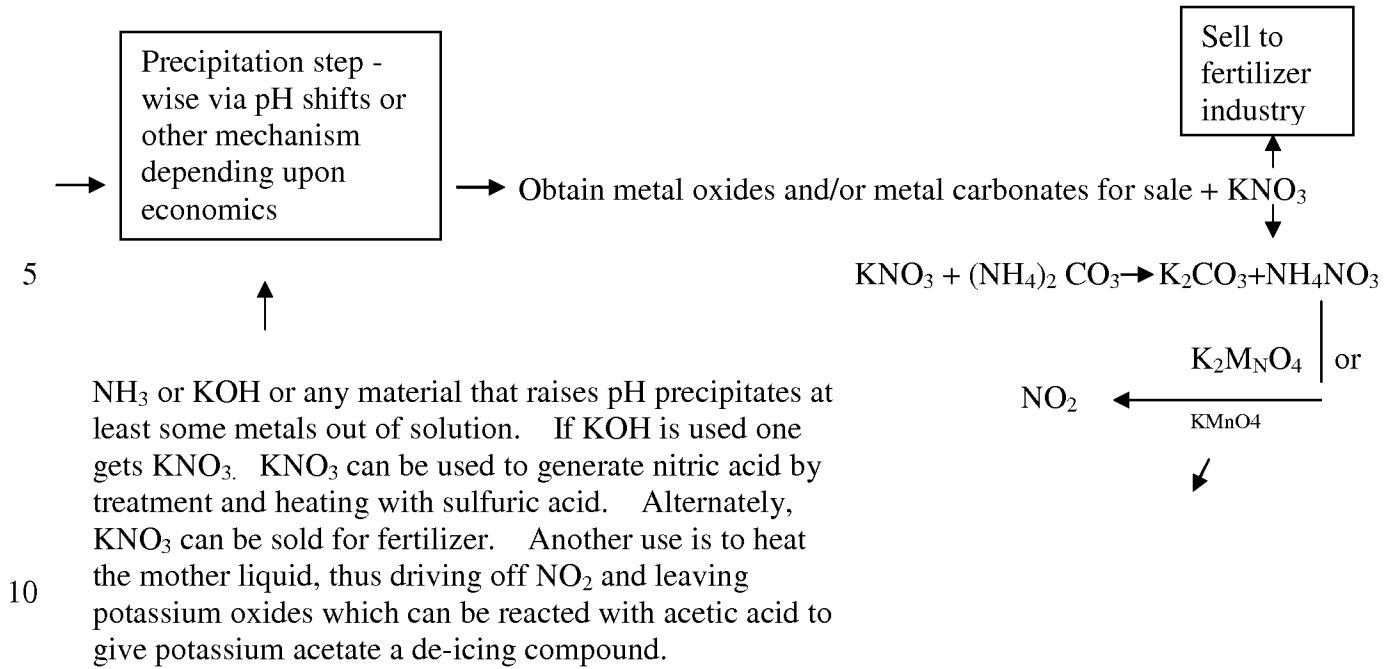 Sell to
fertilizer
industry
Precipitation step -
wise via pH shifts or
other mechanism
depending upon
economics
Obtain metal oxides and/or metal carbonates for sale + KNO₃
5
KNO₃ + (NH₄)₂ CO₃→K₂CO₃+NH₄NO₃
K₂M_NO₄ or
NO₂
KMnO4
NH₃ or KOH or any material that raises pH precipitates at
least some metals out of solution. If KOH is used one
gets KNO₃. KNO₃ can be used to generate nitric acid by
treatment and heating with sulfuric acid. Alternately,
KNO₃ can be sold for fertilizer. Another use is to heat
10
the mother liquid, thus driving off NO₂ and leaving
potassium oxides which can be reacted with acetic acid to
give potassium acetate a de-icing compound.